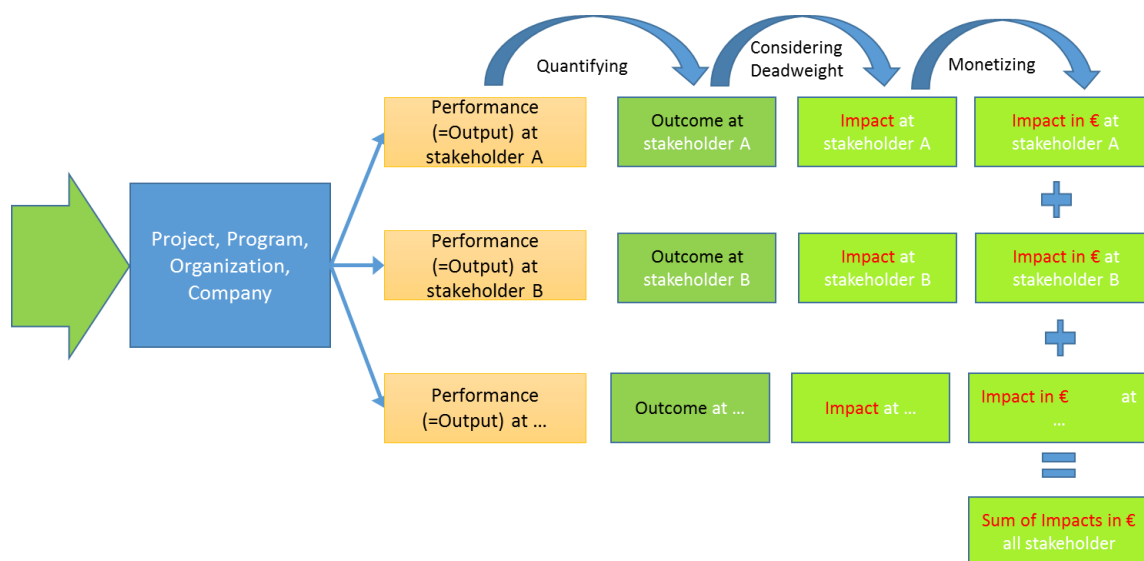 Quantifying
Considering
Deadweight
Monetizing
Performance
(=Output) at
stakeholder A
Outcome at
stakeholder A
Impact at
stakeholder A
Impact in € at
stakeholder A
Project, Program,
Organization,
Company
Performance
(=Output) at
stakeholder B
Outcome at
stakeholder B
Impact at
stakeholder B
Impact in € at
stakeholder B
Performance
(=Output) at ...
Outcome at ...
Impact at ...
Impact in € at
...
Sum of Impacts in €
all stakeholder